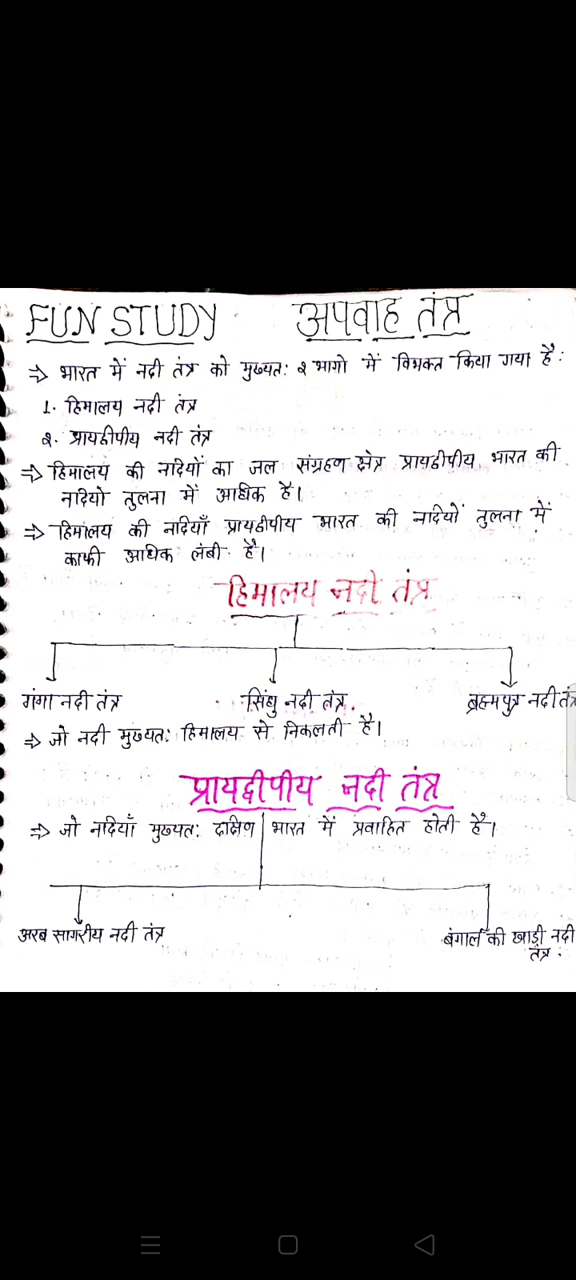 FUN STUDY अपवाह तंत्र
⇒ भारत में नदी तंत्र को मुख्यतः २ भागो में विभक्त किया गया है:
1. हिमालय नदी तंत्र
२. प्रायद्वीपीय नदी तंत्र
⇒ हिमालय की नदियों का जल संग्रहण क्षेत्र प्रायद्वीपीय भारत की
नदियो तुलना में अधिक है।
⇒ हिमालय की नदियाँ प्रायद्वीपीय भारत की नदियों तुलना में
काफी अधिक लंबी है।
हिमालय नदी तंत्र
गंगा नदी तंत्र सिंधु नदी तंत्र. ब्रह्मपुत्र नदी तंत्र
⇒ जो नदी मुख्यतः हिमालय से निकलती है।
प्रायद्वीपीय नदी तंत्र
⇒ जो नदियाँ मुख्यतः दक्षिण भारत में प्रवाहित होती है।
अरब सागरीय नदी तंत्र बंगाल की खाड़ी नदी
तंत्र: